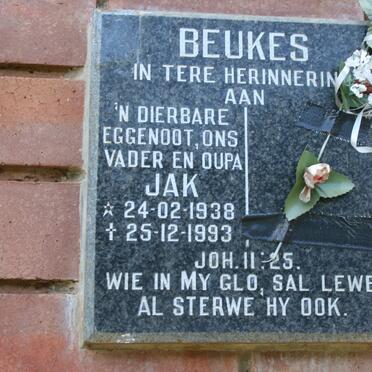 BEUKES
IN TERE HERINNERIN
AAN
'N DIERBARE
EGGENOOT, ONS
VADER EN OUPA
JAK
☆ 24-02-1938
† 25-12-1993
JOH. 11:25.
WIE IN MY GLO, SAL LEWE
AL STERWE HY OOK.